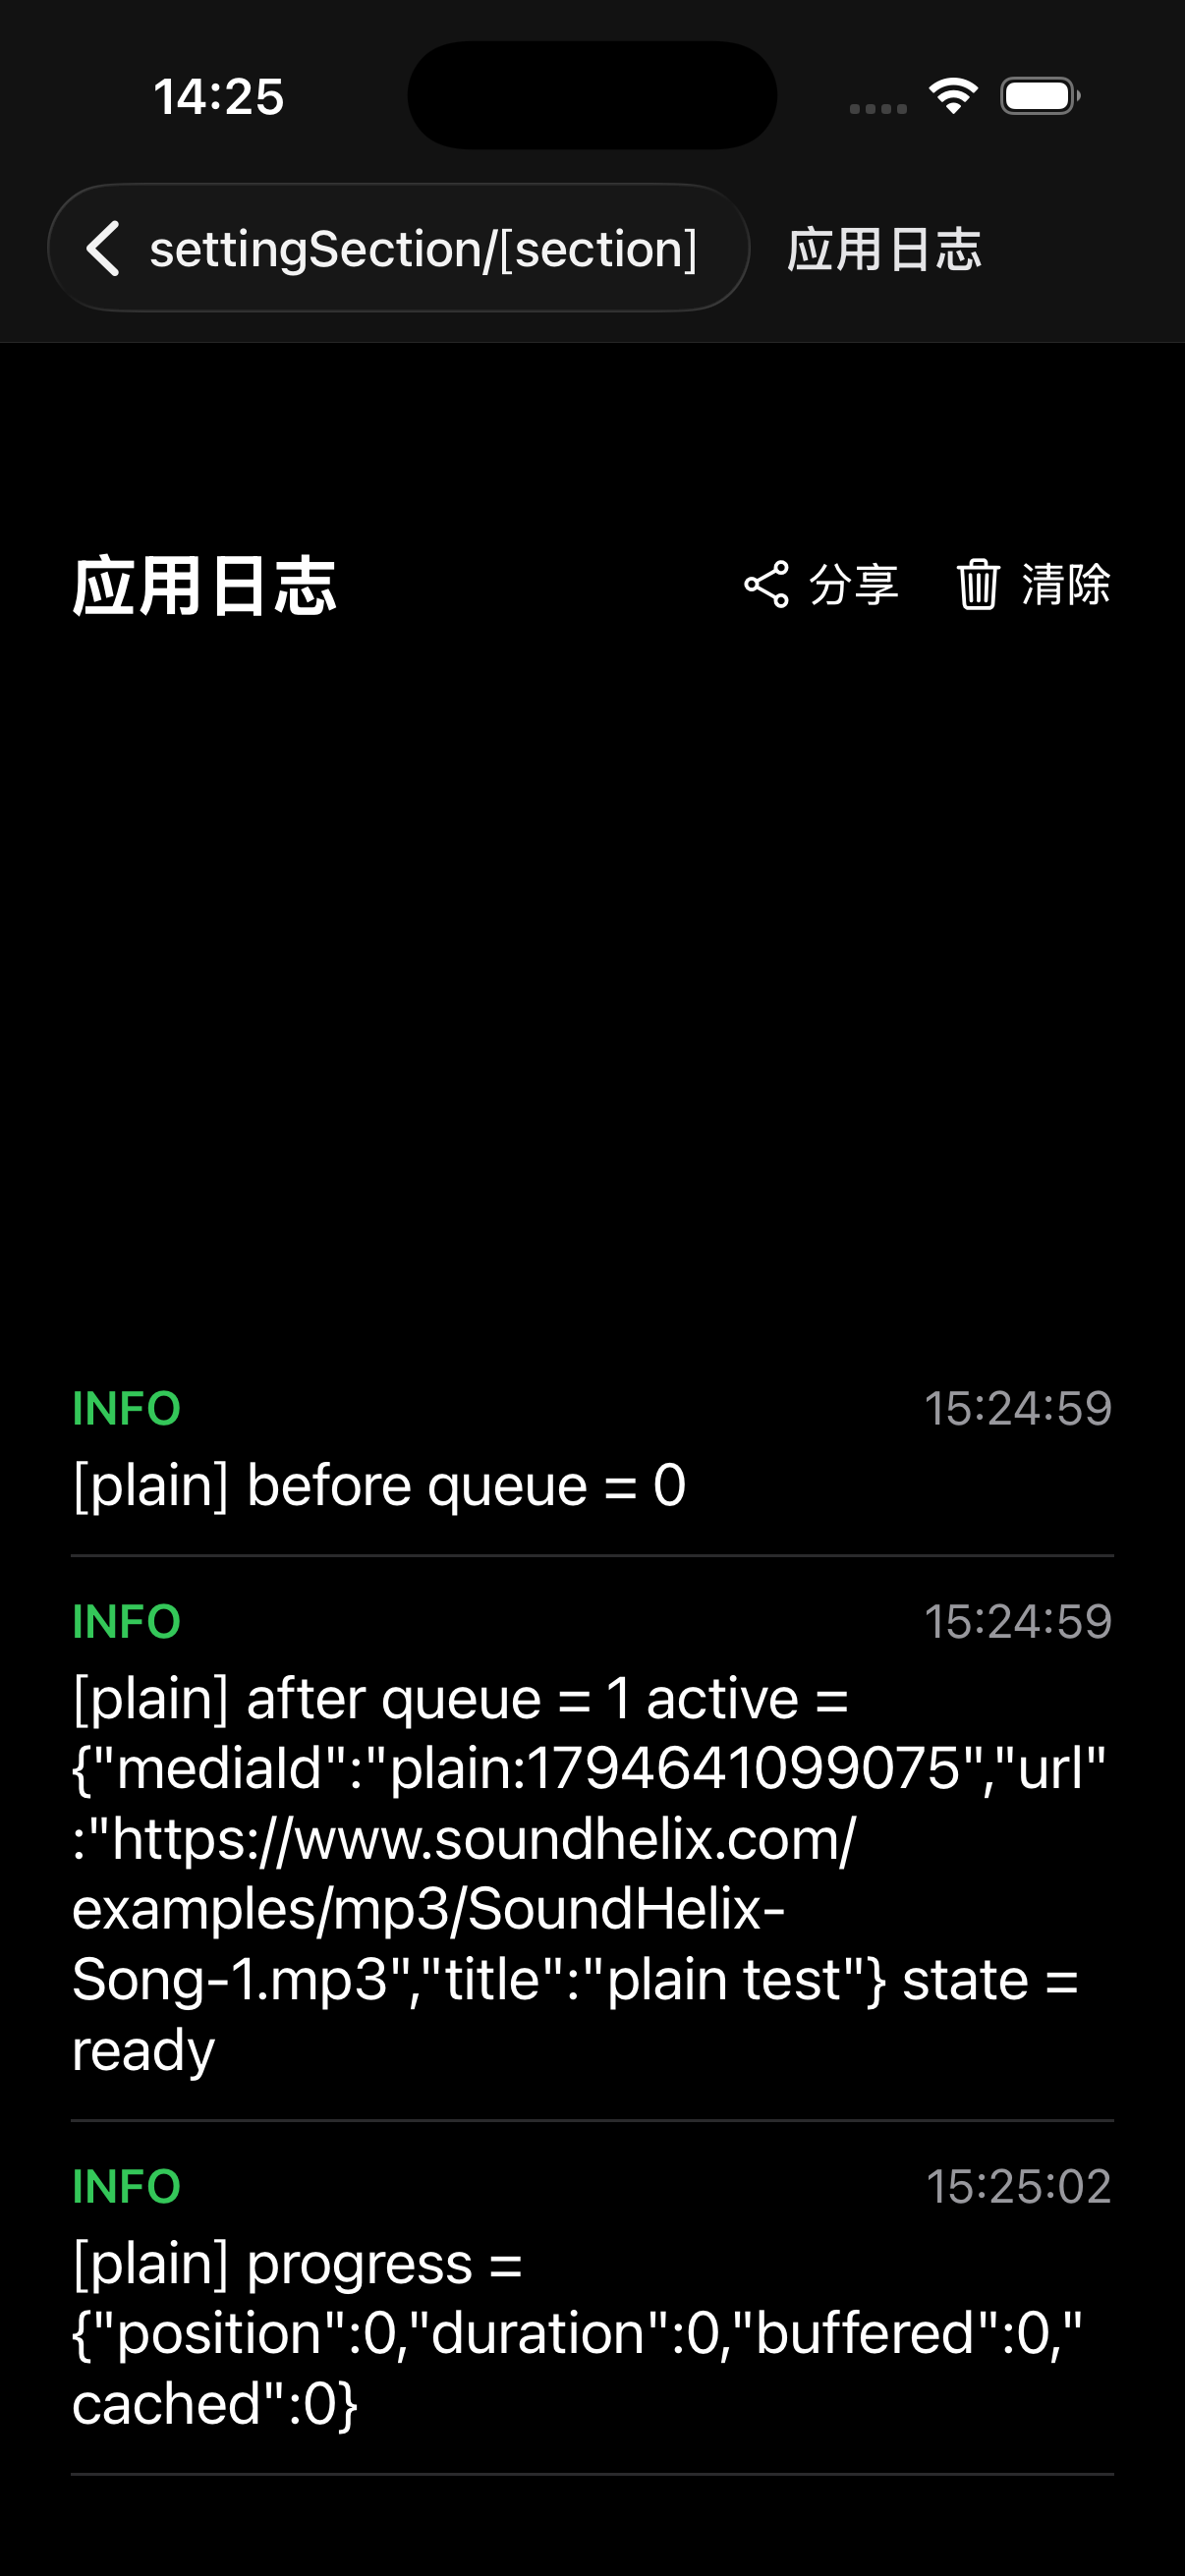 14:25
settingSection/[section] 应用日志
应用日志 分享 清除
INFO 15:24:59
[plain] before queue = 0
INFO 15:24:59
[plain] after queue = 1 active =
{"mediaId":"plain:1794641099075","url"
:"https://www.soundhelix.com/
examples/mp3/SoundHelix-
Song-1.mp3","title":"plain test"} state =
ready
INFO 15:25:02
[plain] progress =
{"position":0,"duration":0,"buffered":0,"
cached":0}